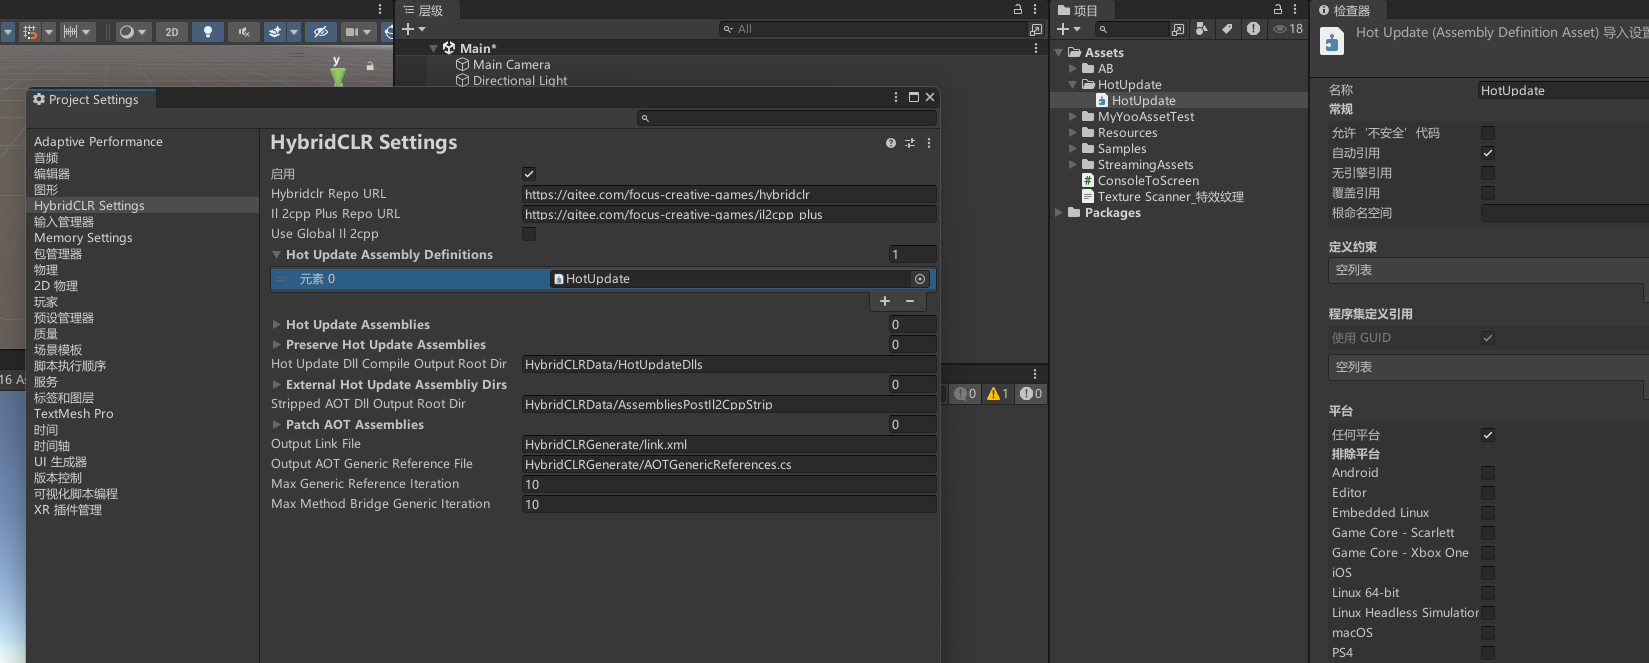 2D
层级
All
Main*
Main Camera
Directional Light
y
Project Settings
Adaptive Performance
音频
编辑器
图形
HybridCLR Settings
输入管理器
Memory Settings
包管理器
物理
2D 物理
玩家
预设管理器
质量
场景模板
脚本执行顺序
服务
标签和图层
TextMesh Pro
时间
时间轴
UI 生成器
版本控制
可视化脚本编程
XR 插件管理
HybridCLR Settings
启用
Hybridclr Repo URL https://gitee.com/focus-creative-games/hybridclr
Il 2cpp Plus Repo URL https://gitee.com/focus-creative-games/il2cpp_plus
Use Global Il 2cpp
Hot Update Assembly Definitions 1
元素 0 HotUpdate
Hot Update Assemblies 0
Preserve Hot Update Assemblies 0
Hot Update Dll Compile Output Root Dir HybridCLRData/HotUpdateDlls
External Hot Update Assembliy Dirs 0
Stripped AOT Dll Output Root Dir HybridCLRData/AssembliesPostIl2CppStrip
Patch AOT Assemblies 0
Output Link File HybridCLRGenerate/link.xml
Output AOT Generic Reference File HybridCLRGenerate/AOTGenericReferences.cs
Max Generic Reference Iteration 10
Max Method Bridge Generic Iteration 10
0 1 0
项目
18
Assets
AB
HotUpdate
HotUpdate
MyYooAssetTest
Resources
Samples
StreamingAssets
ConsoleToScreen
Texture Scanner_特效纹理
Packages
检查器
Hot Update (Assembly Definition Asset) 导入设置
名称 HotUpdate
常规
允许‘不安全’代码
自动引用
无引擎引用
覆盖引用
根命名空间
定义约束
空列表
程序集定义引用
使用 GUID
空列表
平台
任何平台
排除平台
Android
Editor
Embedded Linux
Game Core - Scarlett
Game Core - Xbox One
iOS
Linux 64-bit
Linux Headless Simulation
macOS
PS4